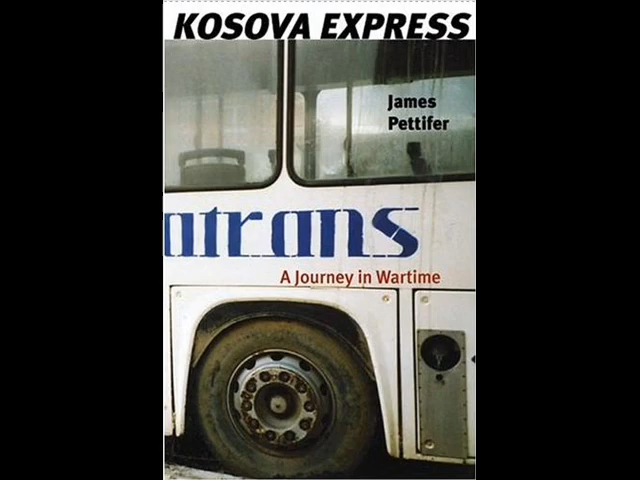 KOSOVA EXPRESS
James
Pettifer
atrans
A Journey in Wartime